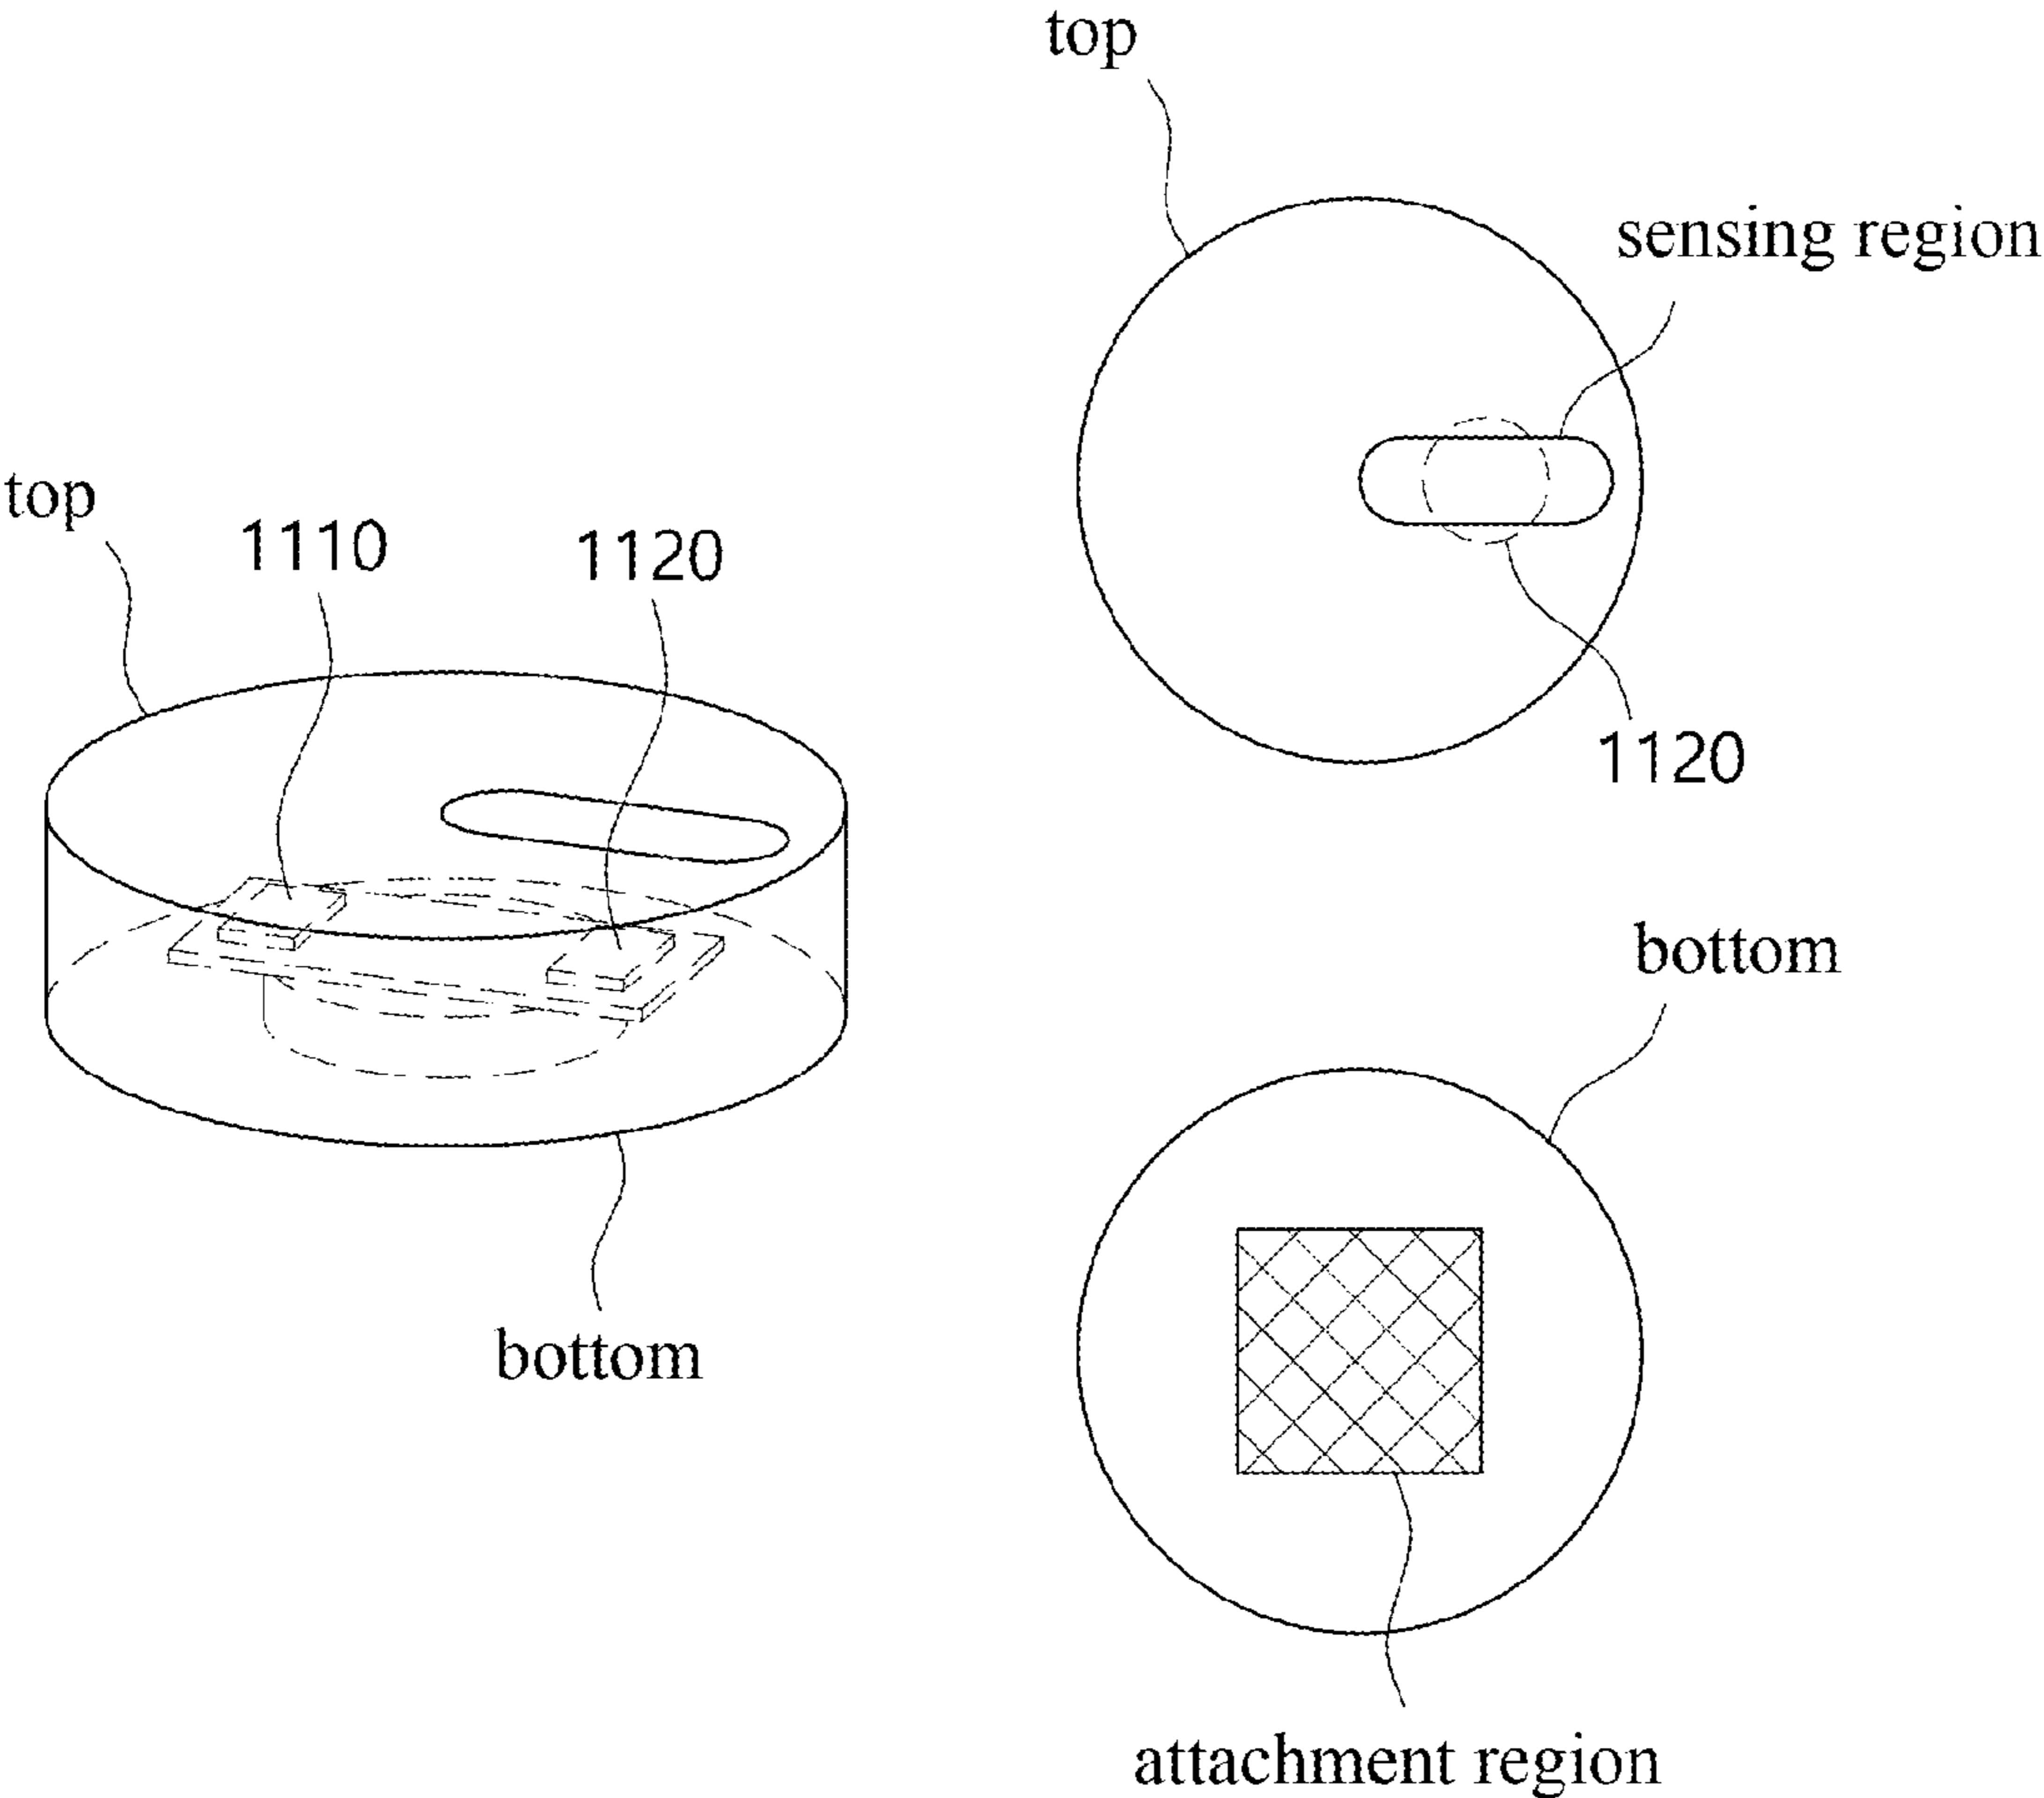 top
sensing region
top
1110
1120
1120
bottom
bottom
attachment region